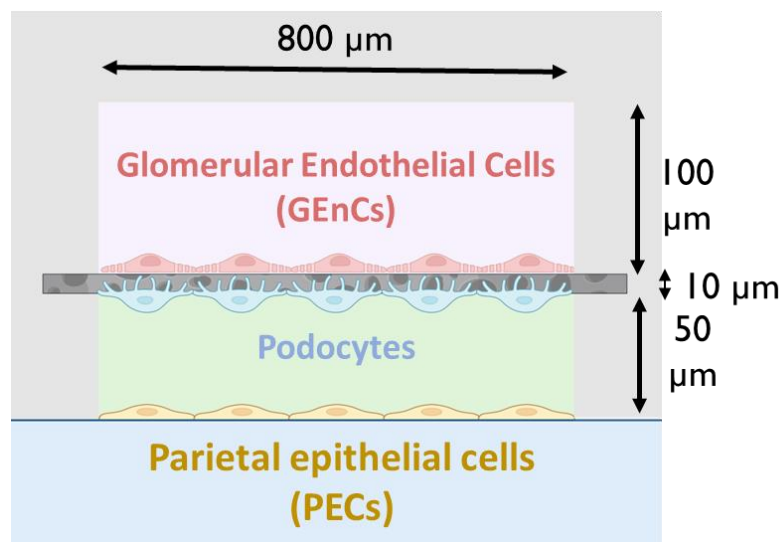 800 µm
Glomerular Endothelial Cells
(GEnCs)
100
µm
10 µm
50
µm
Podocytes
Parietal epithelial cells
(PECs)